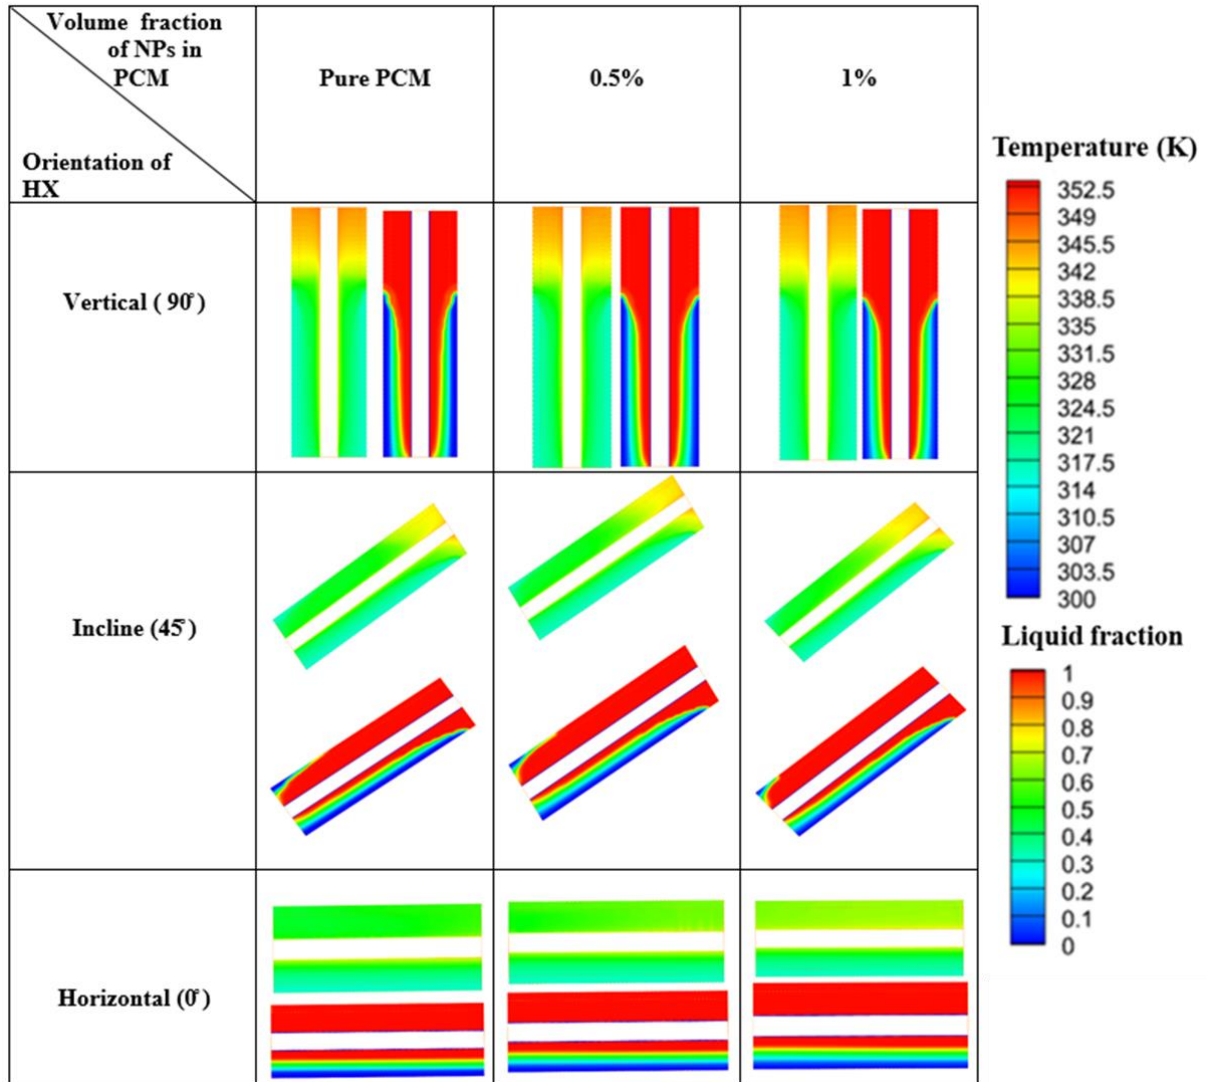 Volume fraction
of NPs in
PCM
Orientation of
HX
Pure PCM
0.5%
1%
Vertical ( 90°)
Incline (45°)
Horizontal (0°)
Temperature (K)
352.5
349
345.5
342
338.5
335
331.5
328
324.5
321
317.5
314
310.5
307
303.5
300
Liquid fraction
1
0.9
0.8
0.7
0.6
0.5
0.4
0.3
0.2
0.1
0